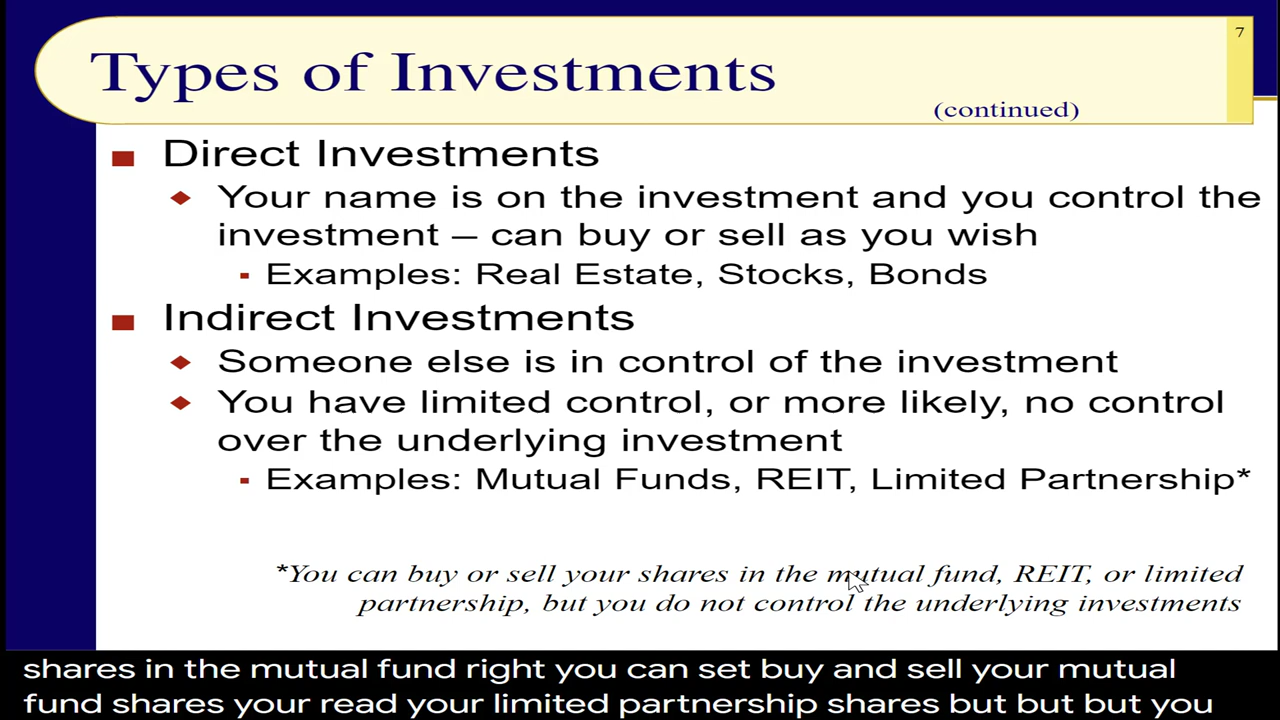 7
Types of Investments
(continued)
Direct Investments
Your name is on the investment and you control the
investment – can buy or sell as you wish
Examples: Real Estate, Stocks, Bonds
Indirect Investments
Someone else is in control of the investment
You have limited control, or more likely, no control
over the underlying investment
Examples: Mutual Funds, REIT, Limited Partnership*
*You can buy or sell your shares in the mutual fund, REIT, or limited
partnership, but you do not control the underlying investments
shares in the mutual fund right you can set buy and sell your mutual
fund shares your read your limited partnership shares but but but you